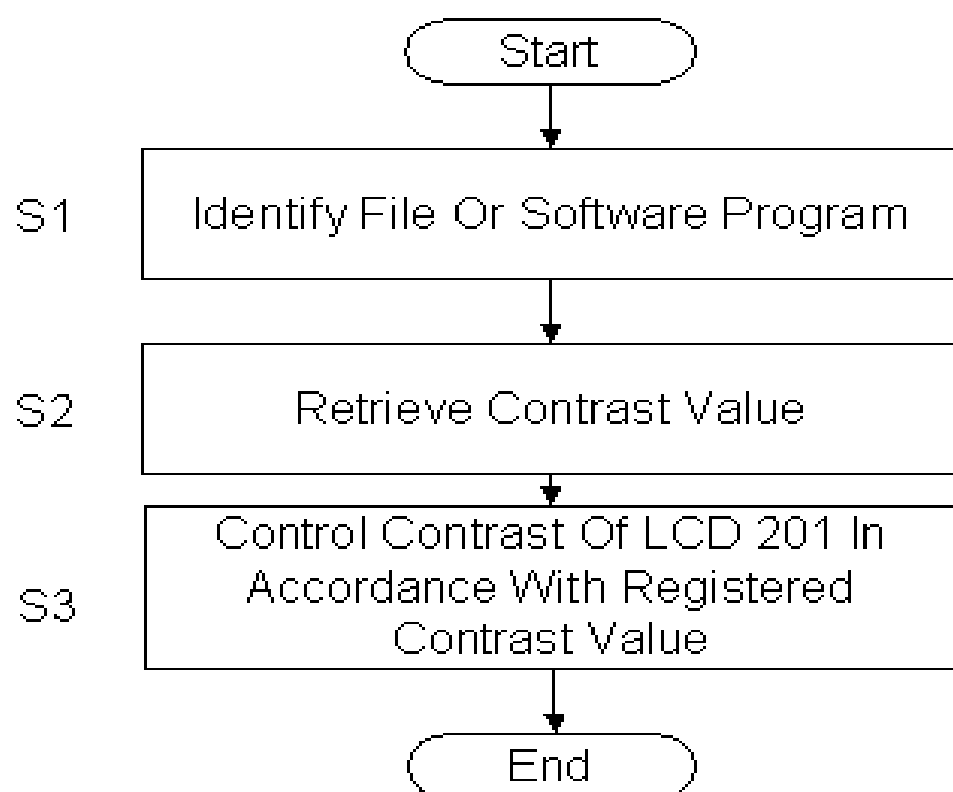 Start
S1
Identify File Or Software Program
S2
Retrieve Contrast Value
S3
Control Contrast Of LCD 201 In
Accordance With Registered
Contrast Value
End